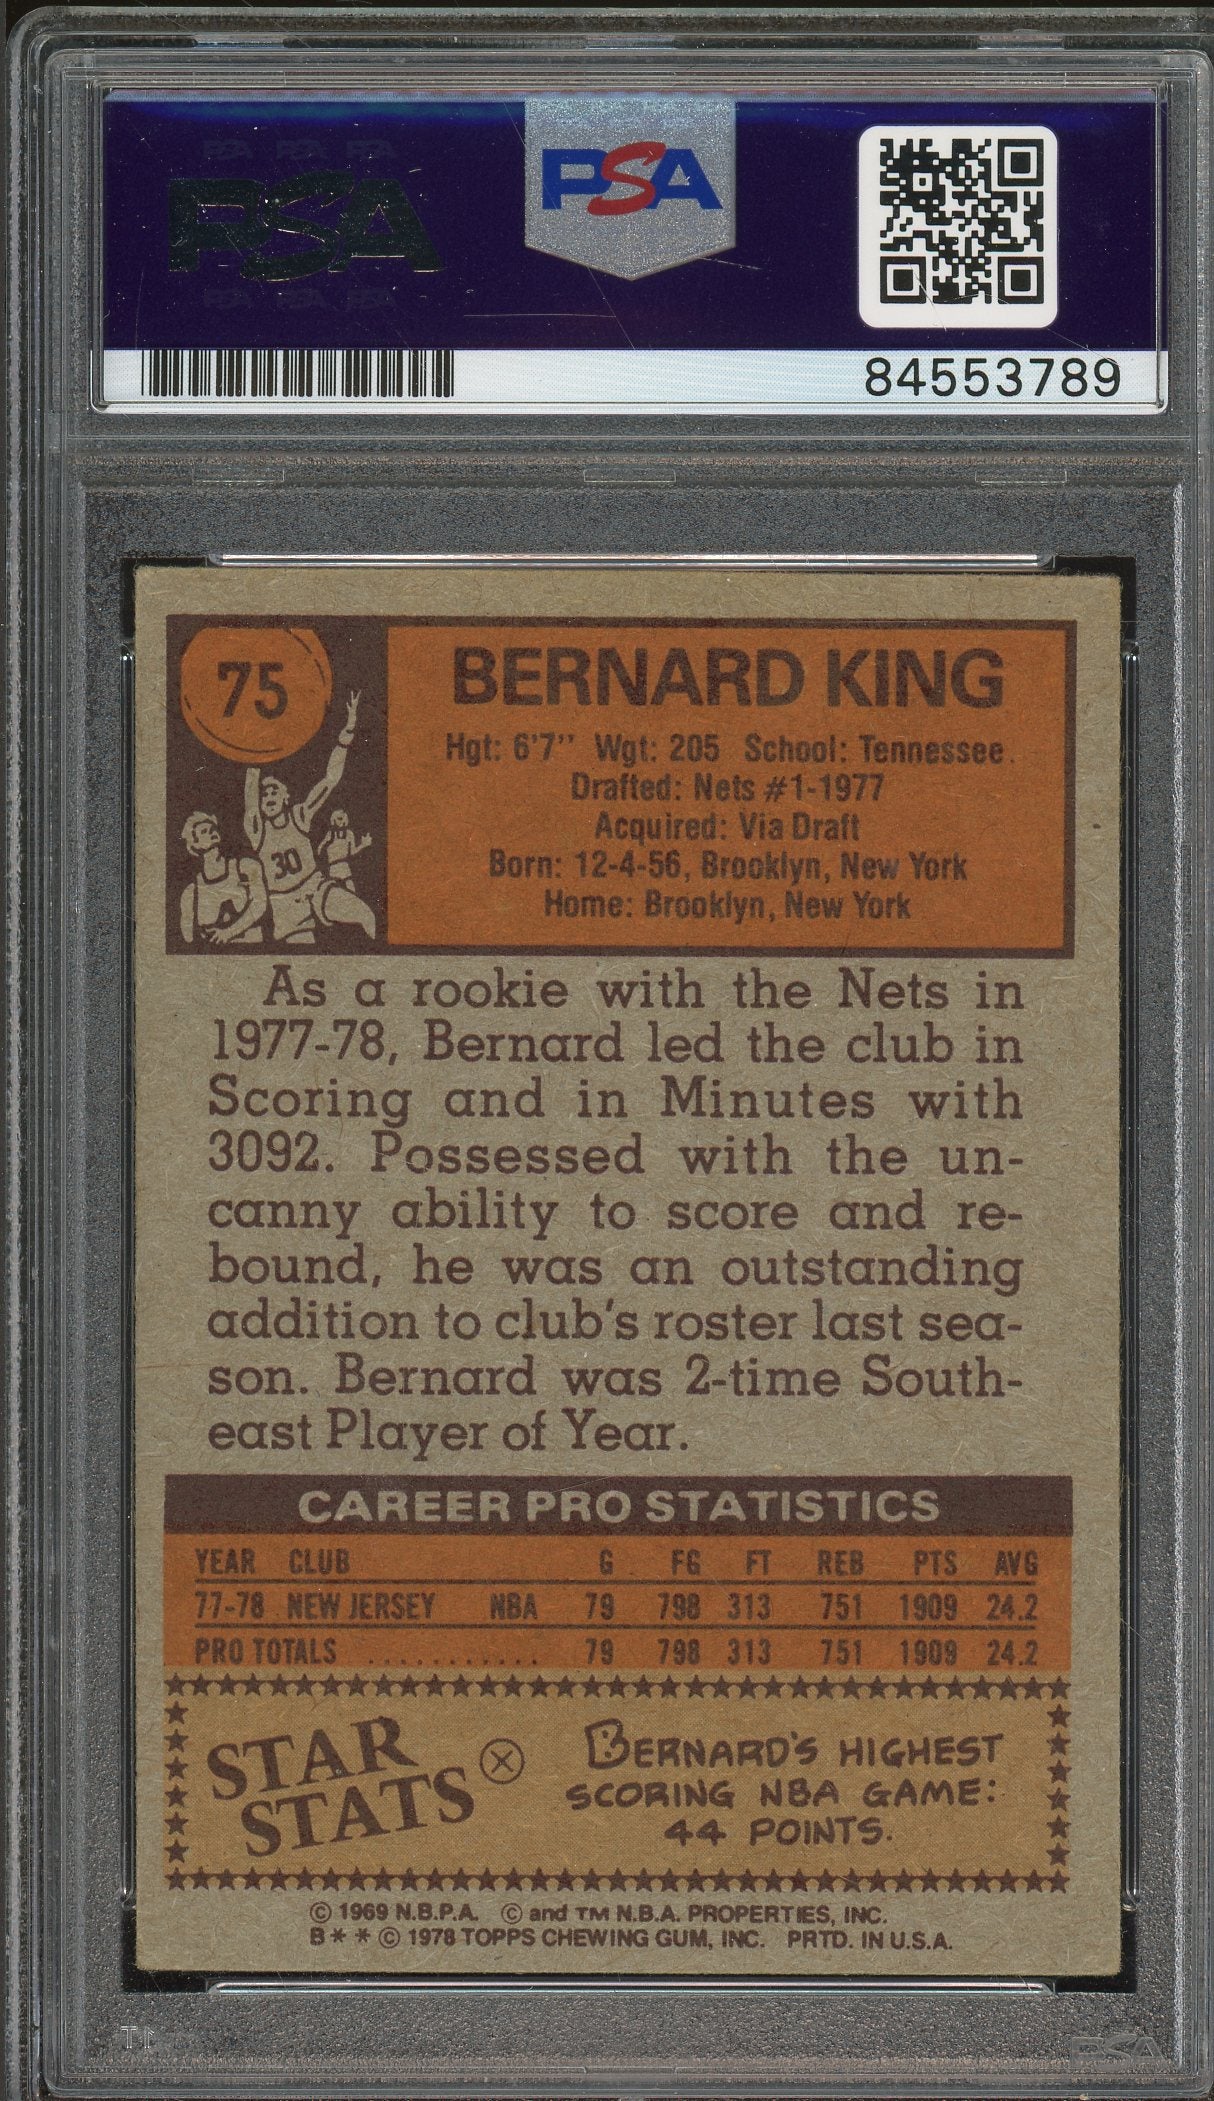 PSA PSA PSA
PSA
PSA PSA PSA
PSA
84553789
75
30
BERNARD KING
Hgt: 6'7" Wgt: 205 School: Tennessee
Drafted: Nets #1-1977
Acquired: Via Draft
Born: 12-4-56, Brooklyn, New York
Home: Brooklyn, New York
As a rookie with the Nets in
1977-78, Bernard led the club in
Scoring and in Minutes with
3092. Possessed with the un-
canny ability to score and re-
bound, he was an outstanding
addition to club's roster last sea-
son. Bernard was 2-time South-
east Player of Year.
CAREER PRO STATISTICS
YEAR CLUB G FG FT REB PTS AVG
77-78 NEW JERSEY NBA 79 798 313 751 1909 24.2
PRO TOTALS ........... 79 798 313 751 1909 24.2
STAR
STATS
BERNARD'S HIGHEST
SCORING NBA GAME:
44 POINTS.
© 1969 N.B.P.A. © and TM N.B.A. PROPERTIES, INC.
B** © 1978 TOPPS CHEWING GUM, INC. PRTD. IN U.S.A.
PSA